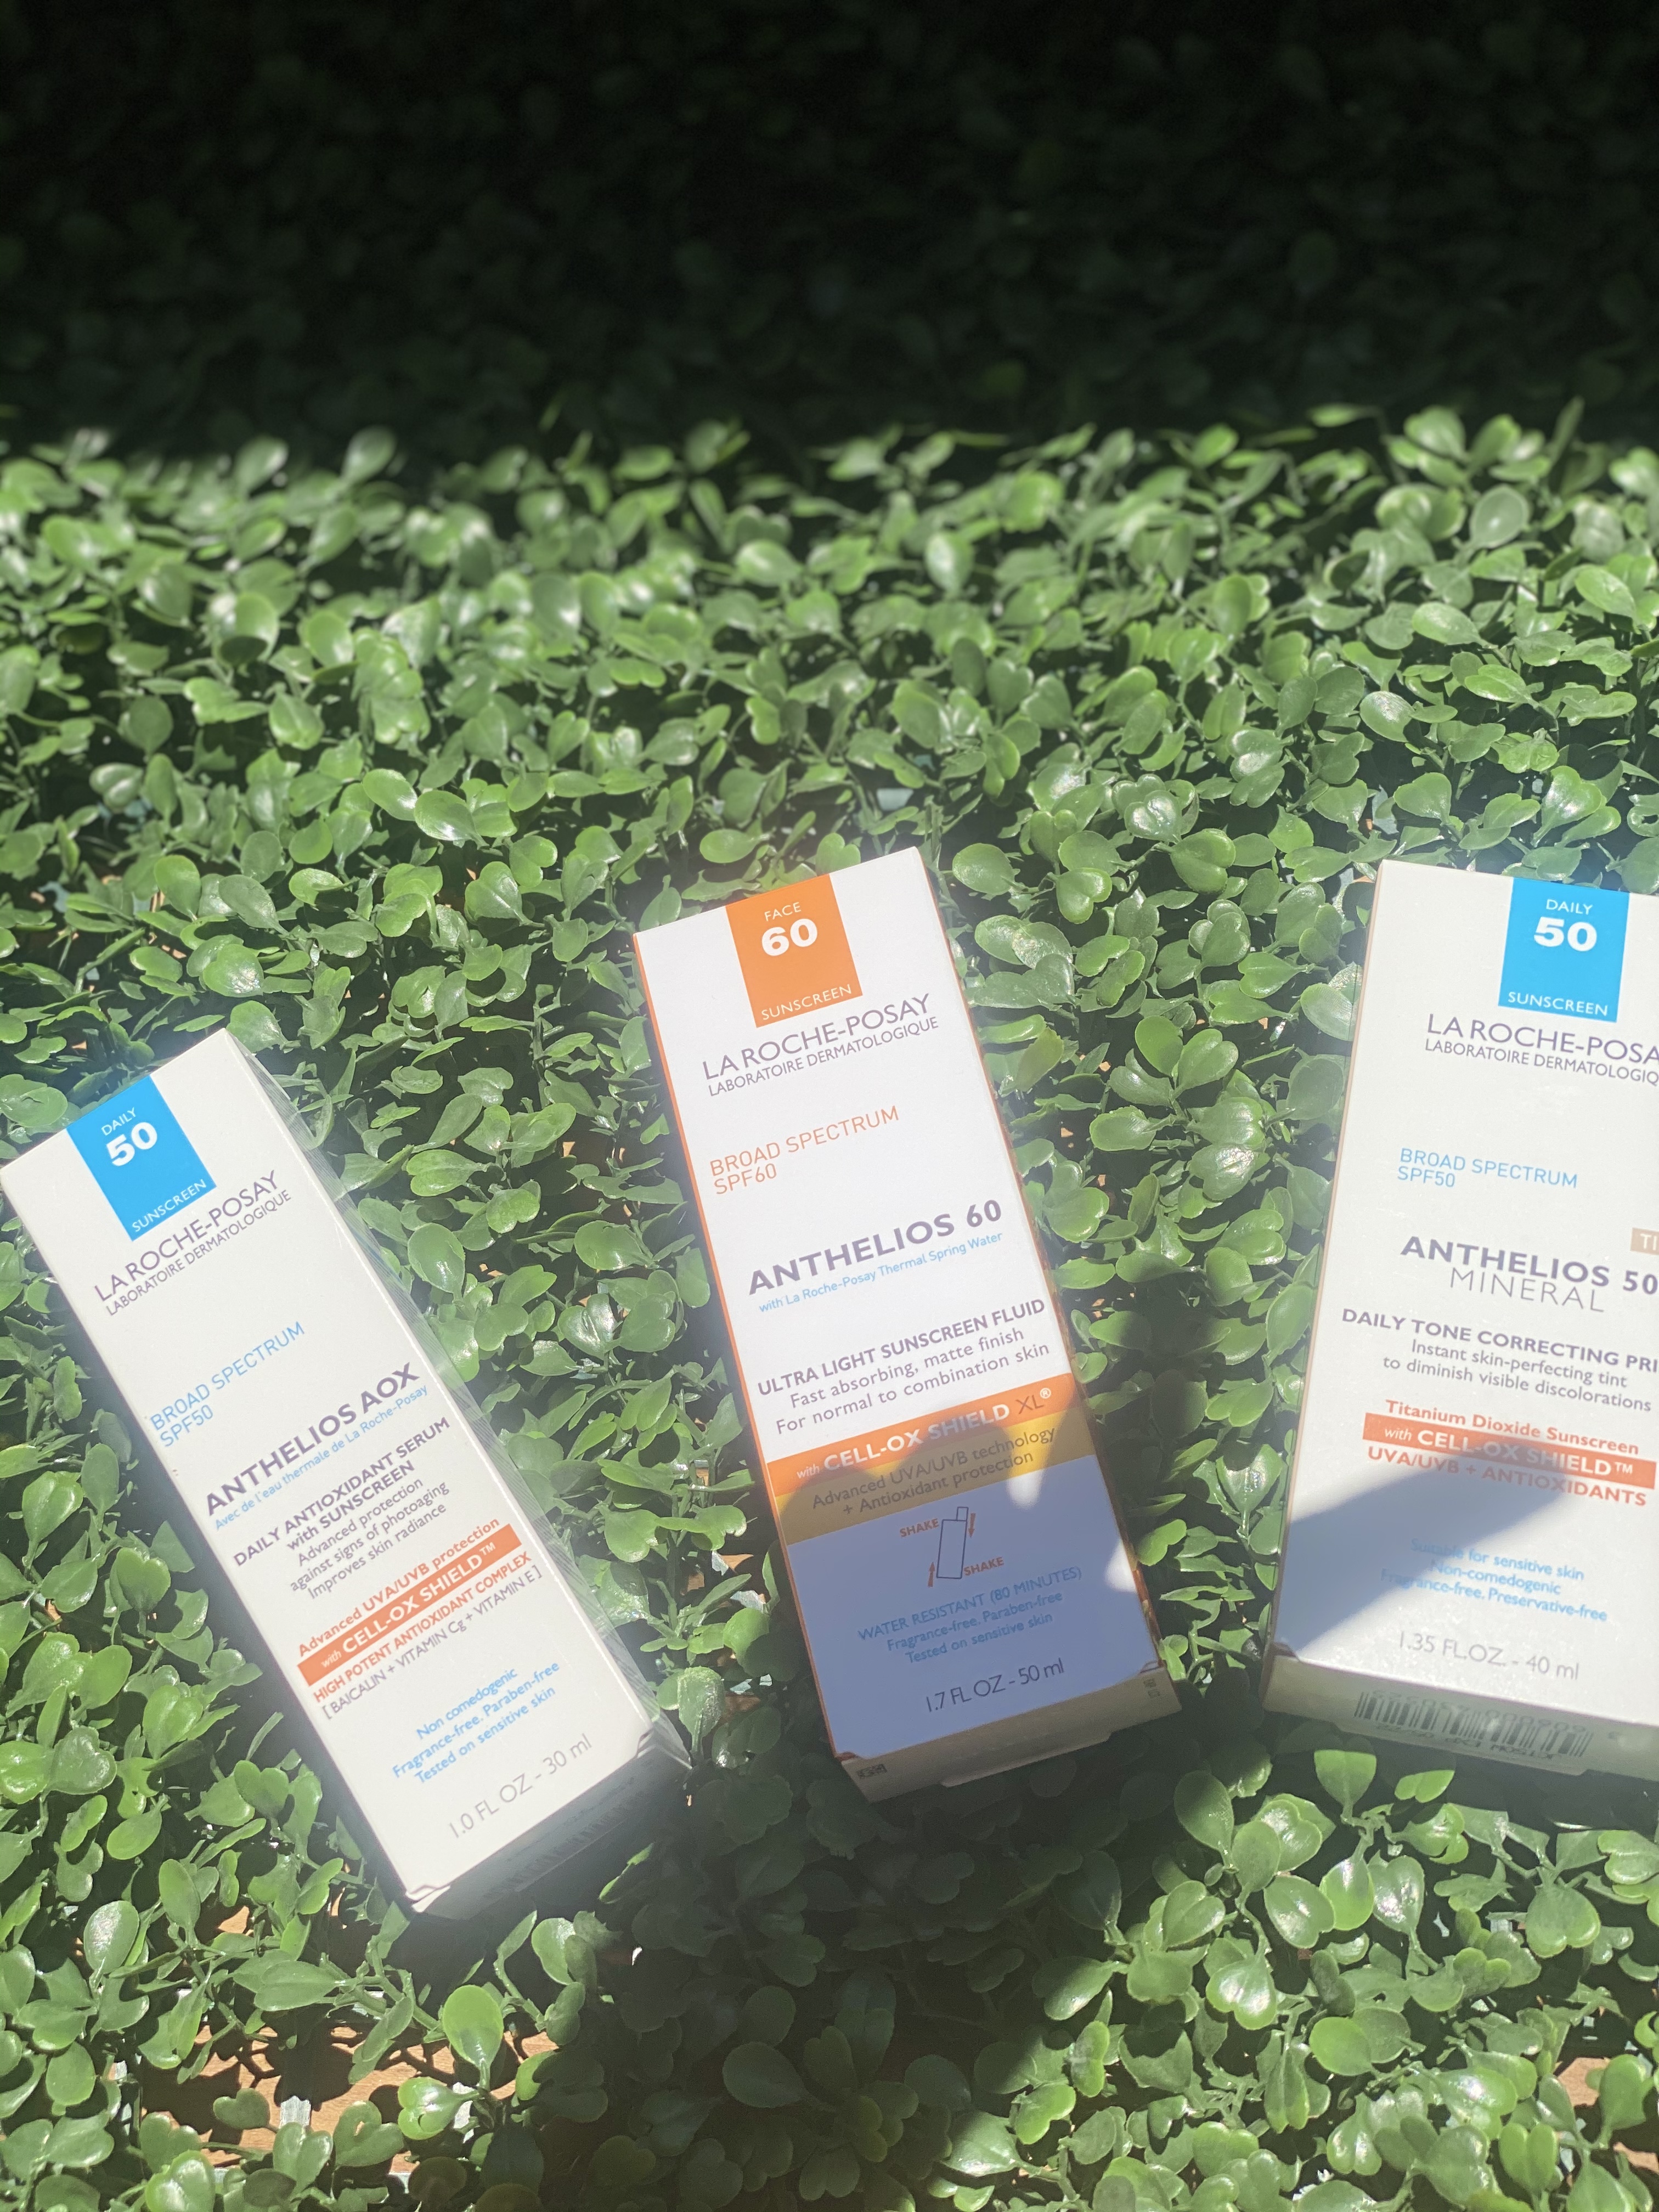 DAILY
50
SUNSCREEN
LA ROCHE-POSAY
LABORATOIRE DERMATOLOGIQUE
BROAD SPECTRUM
SPF50
ANTHELIOS AOX
Avec de l'eau thermale de La Roche-Posay
DAILY ANTIOXIDANT SERUM
with SUNSCREEN
Advanced protection
against signs of photoaging
Improves skin radiance
Advanced UVA/UVB protection
with CELL-OX SHIELD™
HIGH POTENT ANTIOXIDANT COMPLEX
[ BAICALIN + VITAMIN Cg + VITAMIN E ]
Non comedogenic
Fragrance-free. Paraben-free
Tested on sensitive skin
1.0 FL OZ - 30 ml
FACE
60
SUNSCREEN
LA ROCHE-POSAY
LABORATOIRE DERMATOLOGIQUE
BROAD SPECTRUM
SPF60
ANTHELIOS 60
with La Roche-Posay Thermal Spring Water
ULTRA LIGHT SUNSCREEN FLUID
Fast absorbing, matte finish
For normal to combination skin
with CELL-OX SHIELD XL®
Advanced UVA/UVB technology
+ Antioxidant protection
SHAKE
SHAKE
WATER RESISTANT (80 MINUTES)
Fragrance-free. Paraben-free
Tested on sensitive skin
1.7 FL OZ - 50 ml
DAILY
50
SUNSCREEN
LA ROCHE-POSA
LABORATOIRE DERMATOLOGIQ
BROAD SPECTRUM
SPF50
TI
ANTHELIOS 50
MINERAL
DAILY TONE CORRECTING PRI
Instant skin-perfecting tint
to diminish visible discolorations
Titanium Dioxide Sunscreen
with CELL-OX SHIELD™
UVA/UVB + ANTIOXIDANTS
Suitable for sensitive skin
Non-comedogenic
Fragrance-free. Preservative-free
1.35 FL.OZ. - 40 ml